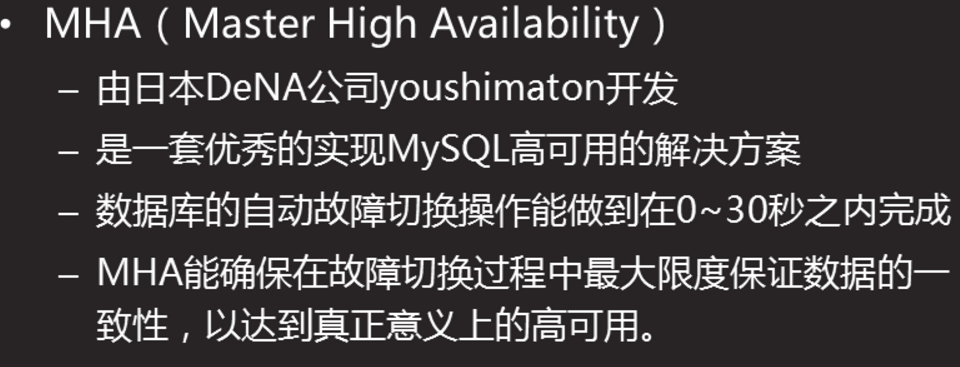 • MHA（Master High Availability）
– 由日本DeNA公司youshimaton开发
– 是一套优秀的实现MySQL高可用的解决方案
– 数据库的自动故障切换操作能做到在0~30秒之内完成
– MHA能确保在故障切换过程中最大限度保证数据的一
致性，以达到真正意义上的高可用。